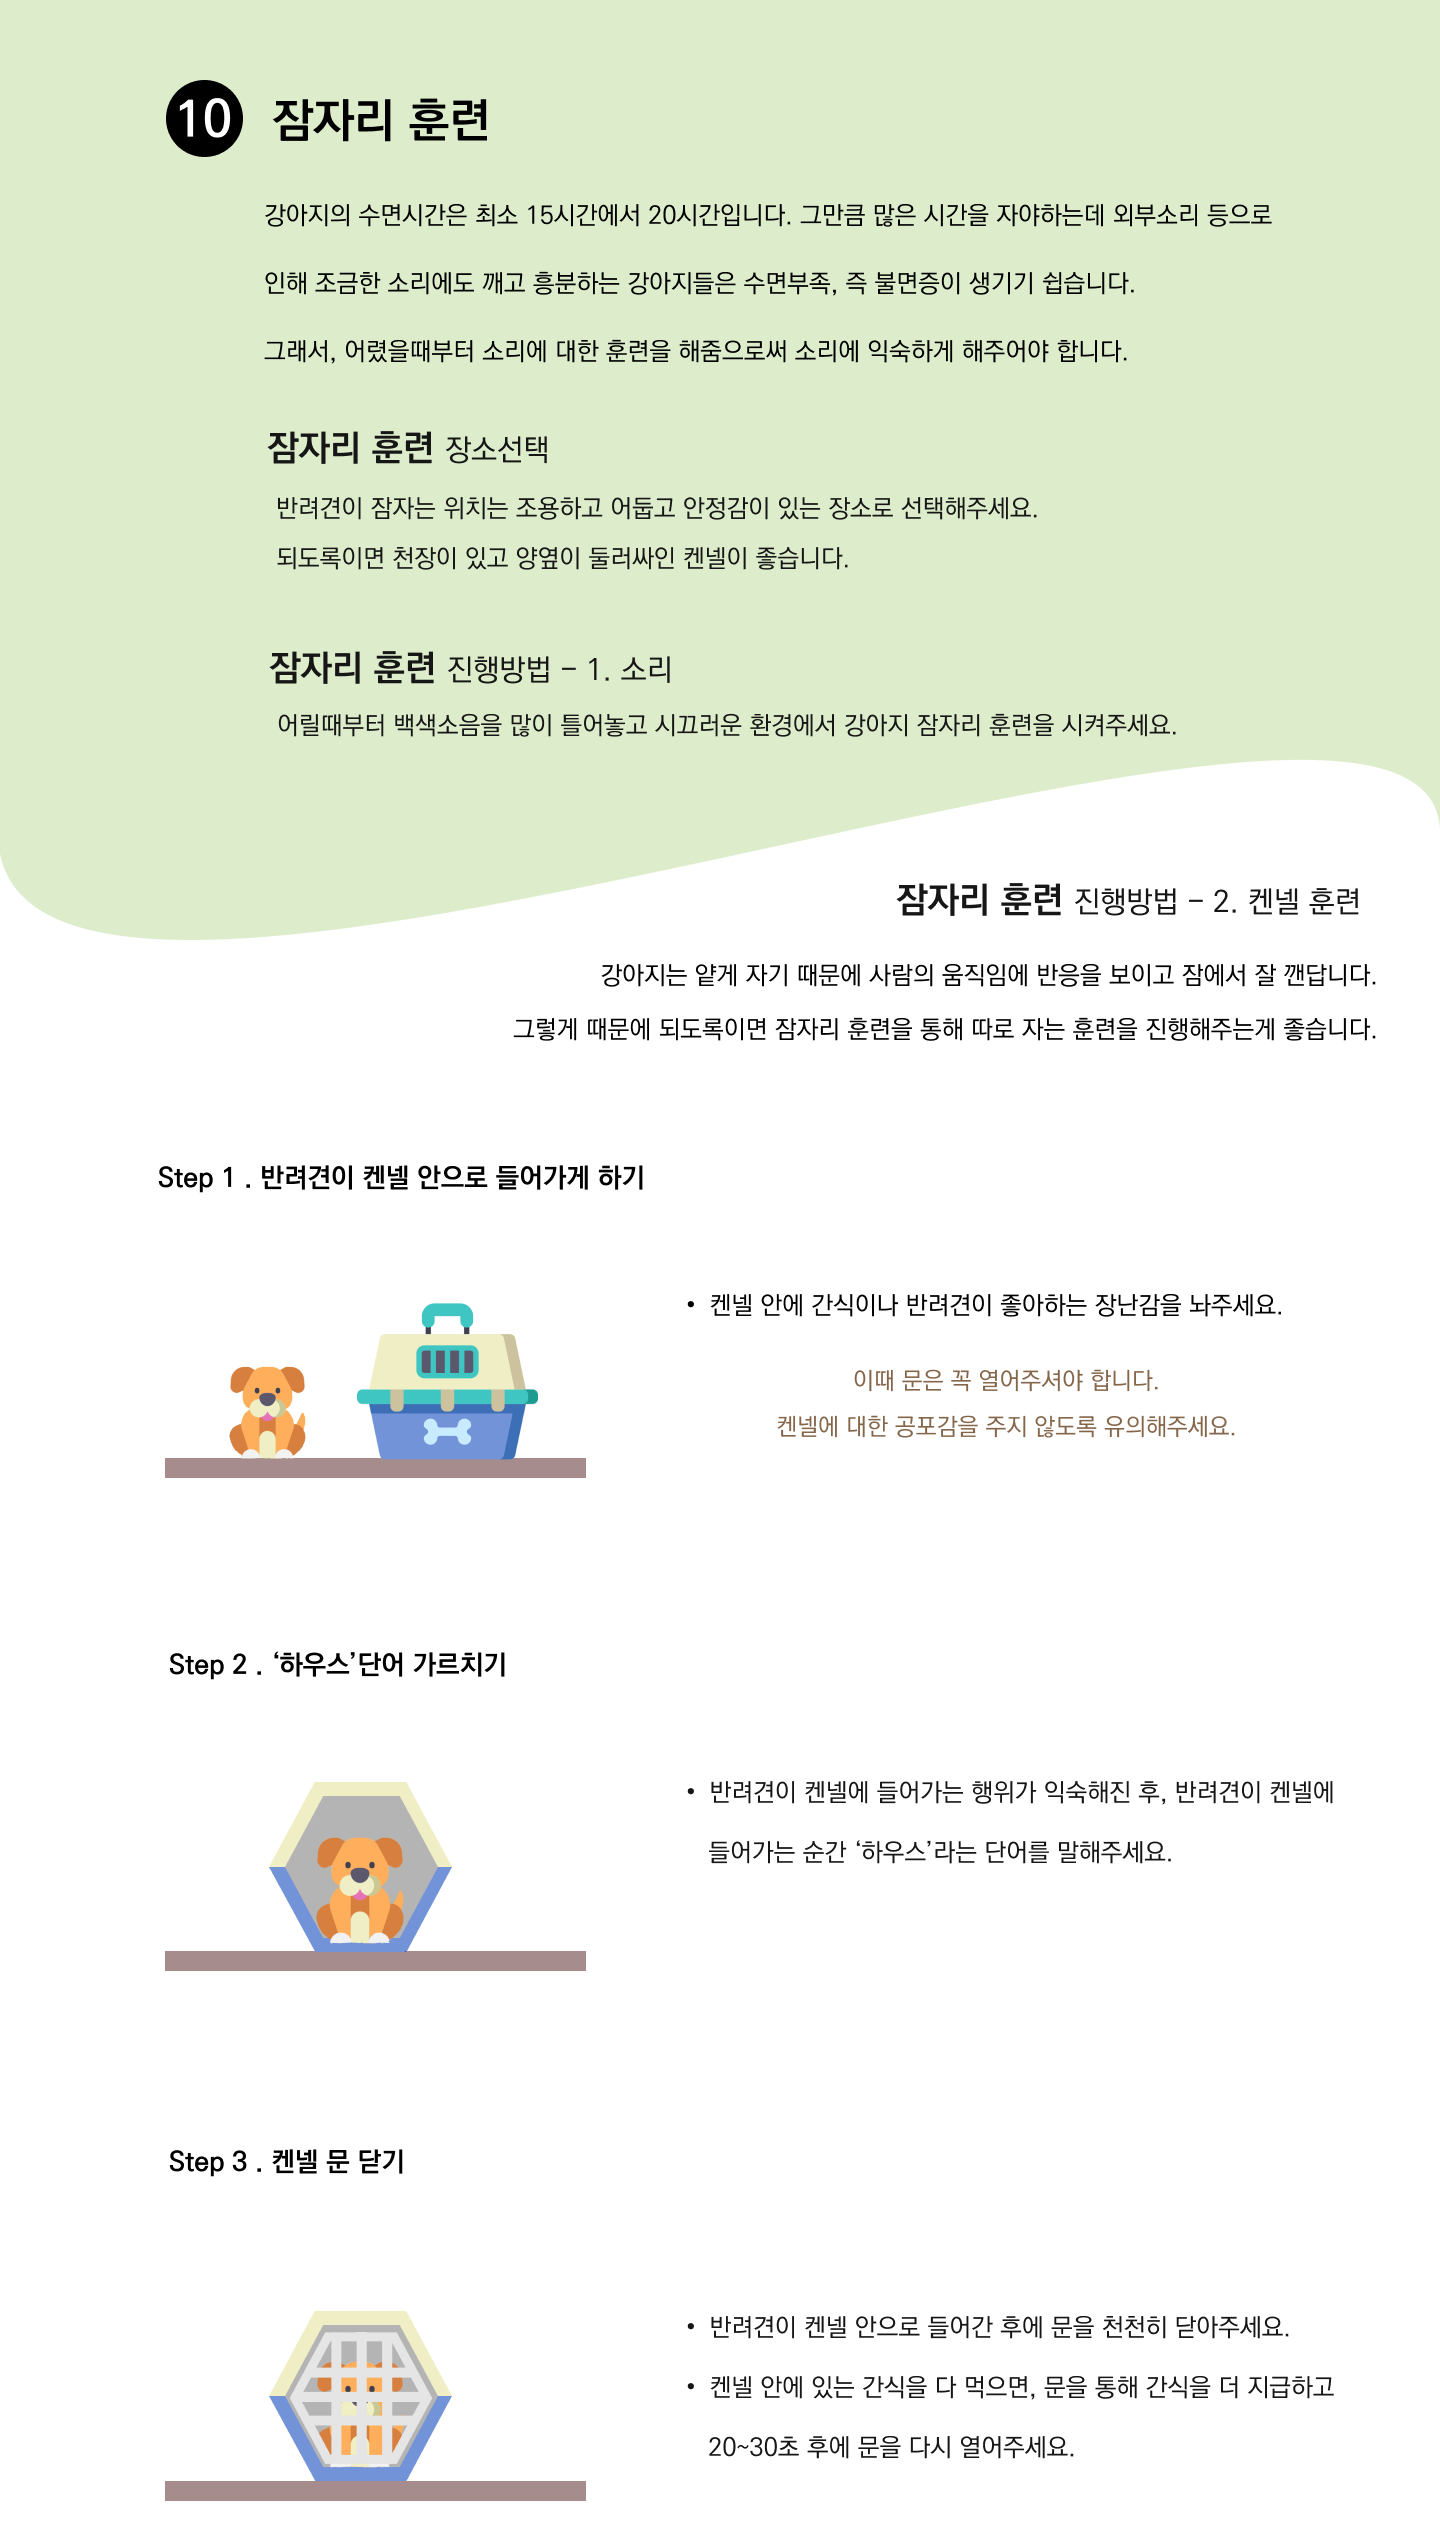 10 잠자리 훈련
강아지의 수면시간은 최소 15시간에서 20시간입니다. 그만큼 많은 시간을 자야하는데 외부소리 등으로
인해 조금한 소리에도 깨고 흥분하는 강아지들은 수면부족, 즉 불면증이 생기기 쉽습니다.
그래서, 어렸을때부터 소리에 대한 훈련을 해줌으로써 소리에 익숙하게 해주어야 합니다.
잠자리 훈련 장소선택
반려견이 잠자는 위치는 조용하고 어둡고 안정감이 있는 장소로 선택해주세요.
되도록이면 천장이 있고 양옆이 둘러싸인 켄넬이 좋습니다.
잠자리 훈련 진행방법 - 1. 소리
어릴때부터 백색소음을 많이 틀어놓고 시끄러운 환경에서 강아지 잠자리 훈련을 시켜주세요.
잠자리 훈련 진행방법 - 2. 켄넬 훈련
강아지는 얕게 자기 때문에 사람의 움직임에 반응을 보이고 잠에서 잘 깬답니다.
그렇게 때문에 되도록이면 잠자리 훈련을 통해 따로 자는 훈련을 진행해주는게 좋습니다.
Step 1 . 반려견이 켄넬 안으로 들어가게 하기
• 켄넬 안에 간식이나 반려견이 좋아하는 장난감을 놔주세요.
이때 문은 꼭 열어주셔야 합니다.
켄넬에 대한 공포감을 주지 않도록 유의해주세요.
Step 2 . ‘하우스’단어 가르치기
• 반려견이 켄넬에 들어가는 행위가 익숙해진 후, 반려견이 켄넬에
들어가는 순간 ‘하우스’라는 단어를 말해주세요.
Step 3 . 켄넬 문 닫기
• 반려견이 켄넬 안으로 들어간 후에 문을 천천히 닫아주세요.
• 켄넬 안에 있는 간식을 다 먹으면, 문을 통해 간식을 더 지급하고
20~30초 후에 문을 다시 열어주세요.